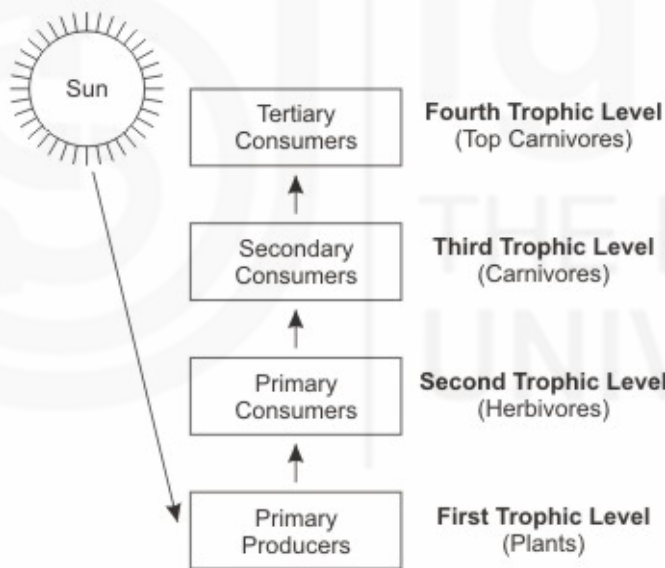 Sun
Tertiary
Consumers
Fourth Trophic Level
(Top Carnivores)
Secondary
Consumers
Third Trophic Level
(Carnivores)
Primary
Consumers
Second Trophic Level
(Herbivores)
Primary
Producers
First Trophic Level
(Plants)